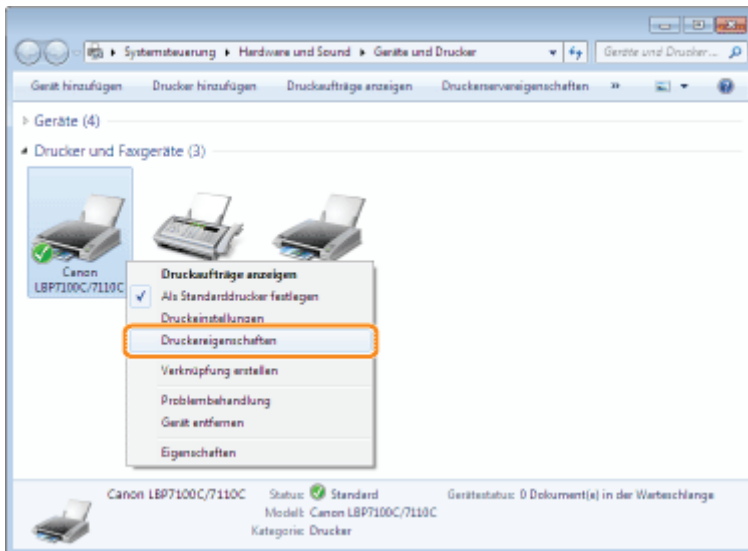 Systemsteuerung ▸ Hardware und Sound ▸ Geräte und Drucker
Geräte und Drucker...
Gerät hinzufügen Drucker hinzufügen Druckaufträge anzeigen Druckerservereigenschaften »
Geräte (4)
Drucker und Faxgeräte (3)
Canon
LBP7100C/7110C
Druckaufträge anzeigen
Als Standarddrucker festlegen
Druckeinstellungen
Druckereigenschaften
Verknüpfung erstellen
Problembehandlung
Gerät entfernen
Eigenschaften
Canon LBP7100C/7110C Status: Standard Gerätestatus: 0 Dokument(e) in der Warteschlange
Modell: Canon LBP7100C/7110C
Kategorie: Drucker